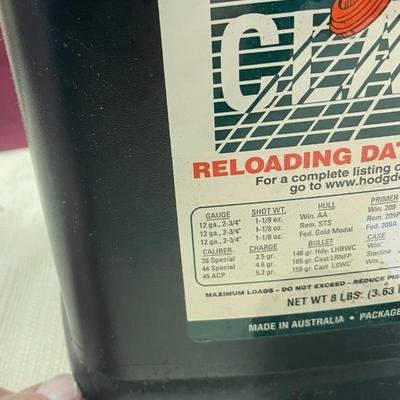 CLA
RELOADING DAT
For a complete listing o
go to www.hodgdo
GAUGE SHOT WT. HULL PRIMER
12 ga., 2-3/4" 1-1/8 oz. Win. AA Win. 209
12 ga., 2-3/4" 1-1/8 oz. Rem. STS Rem. 209P
12 ga., 2-3/4" 1-1/8 oz. Fed. Gold Medal Fed. 209A
CALIBER CHARGE BULLET CASE
38 Special 2.5 gr. 148 gr. Hdy. LHBWC Win.
44 Special 4.6 gr. 165 gr. Cast LRNFP Starline
45 ACP 5.2 gr. 155 gr. Cast LSWC Win.
MAXIMUM LOADS – DO NOT EXCEED – REDUCE PIS
NET WT 8 LBS. (3.63
MADE IN AUSTRALIA • PACKAGE